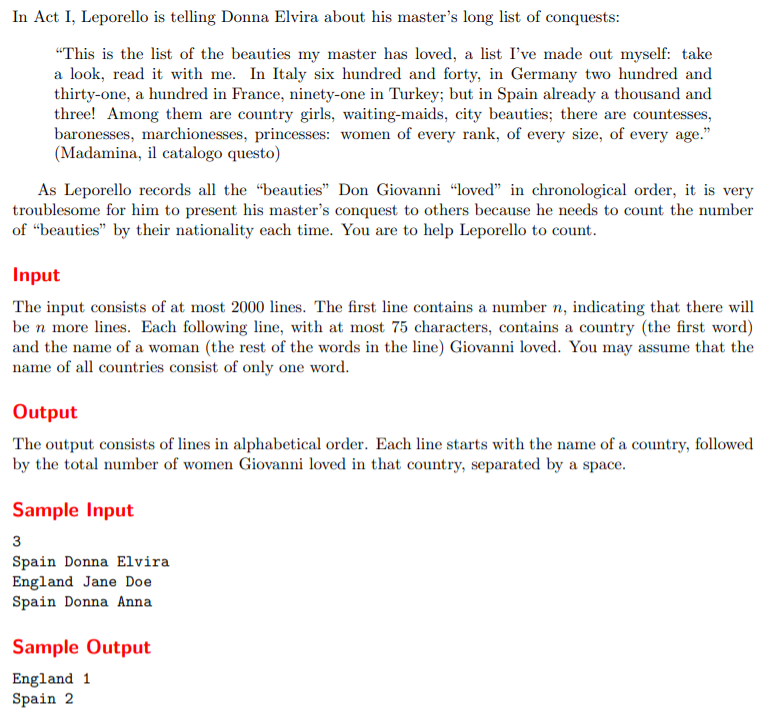 In Act I, Leporello is telling Donna Elvira about his master's long list of conquests:
"This is the list of the beauties my master has loved, a list I've made out myself: take
a look, read it with me. In Italy six hundred and forty, in Germany two hundred and
thirty-one, a hundred in France, ninety-one in Turkey; but in Spain already a thousand and
three! Among them are country girls, waiting-maids, city beauties; there are countesses,
baronesses, marchionesses, princesses: women of every rank, of every size, of every age."
(Madamina, il catalogo questo)
As Leporello records all the "beauties" Don Giovanni "loved" in chronological order, it is very
troublesome for him to present his master's conquest to others because he needs to count the number
of "beauties" by their nationality each time. You are to help Leporello to count.
Input
The input consists of at most 2000 lines. The first line contains a number n, indicating that there will
be n more lines. Each following line, with at most 75 characters, contains a country (the first word)
and the name of a woman (the rest of the words in the line) Giovanni loved. You may assume that the
name of all countries consist of only one word.
Output
The output consists of lines in alphabetical order. Each line starts with the name of a country, followed
by the total number of women Giovanni loved in that country, separated by a space.
Sample Input
3
Spain Donna Elvira
England Jane Doe
Spain Donna Anna
Sample Output
England 1
Spain 2